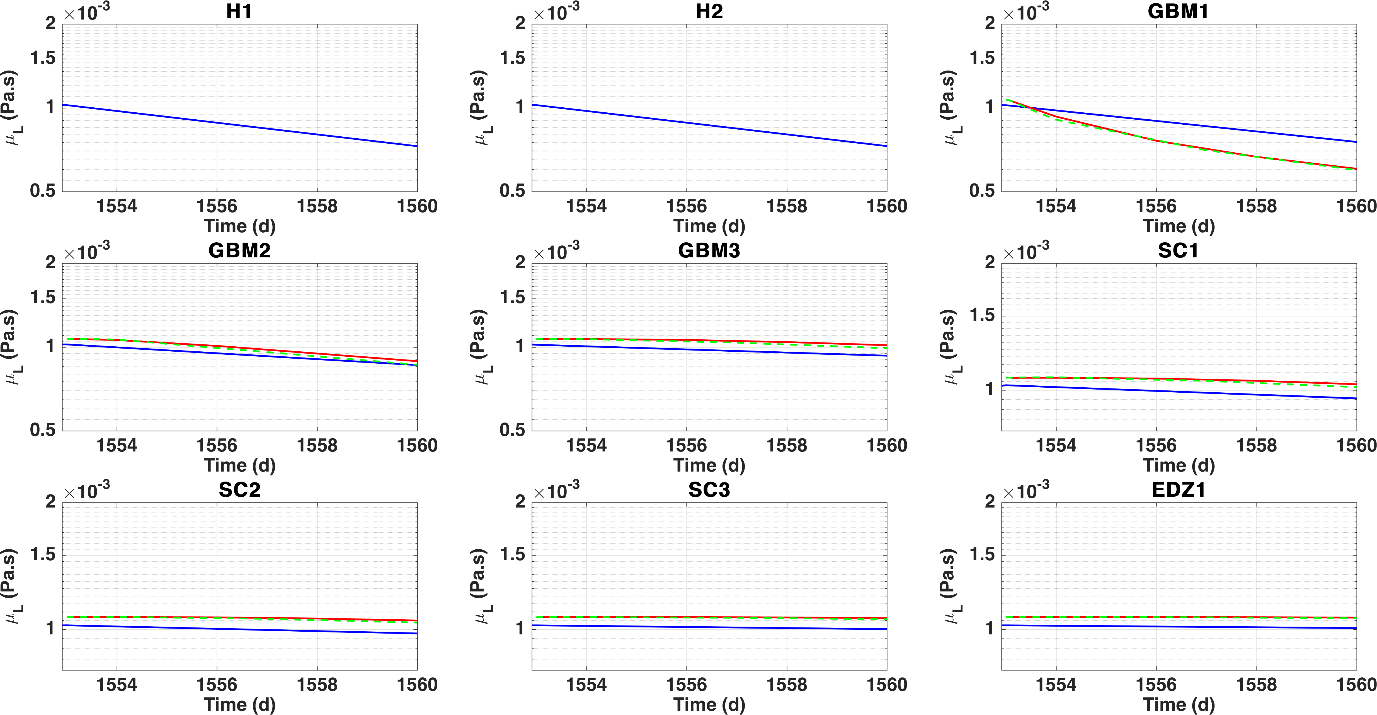 H1
×10⁻³
2
1.5
1
0.5
μL (Pa.s)
1554 1556 1558 1560
Time (d)
H2
×10⁻³
2
1.5
1
0.5
μL (Pa.s)
1554 1556 1558 1560
Time (d)
GBM1
×10⁻³
2
1.5
1
0.5
μL (Pa.s)
1554 1556 1558 1560
Time (d)
GBM2
×10⁻³
2
1.5
1
0.5
μL (Pa.s)
1554 1556 1558 1560
Time (d)
GBM3
×10⁻³
2
1.5
1
0.5
μL (Pa.s)
1554 1556 1558 1560
Time (d)
SC1
×10⁻³
2
1.5
1
μL (Pa.s)
1554 1556 1558 1560
Time (d)
SC2
×10⁻³
2
1.5
1
μL (Pa.s)
1554 1556 1558 1560
Time (d)
SC3
×10⁻³
2
1.5
1
μL (Pa.s)
1554 1556 1558 1560
Time (d)
EDZ1
×10⁻³
2
1.5
1
μL (Pa.s)
1554 1556 1558 1560
Time (d)